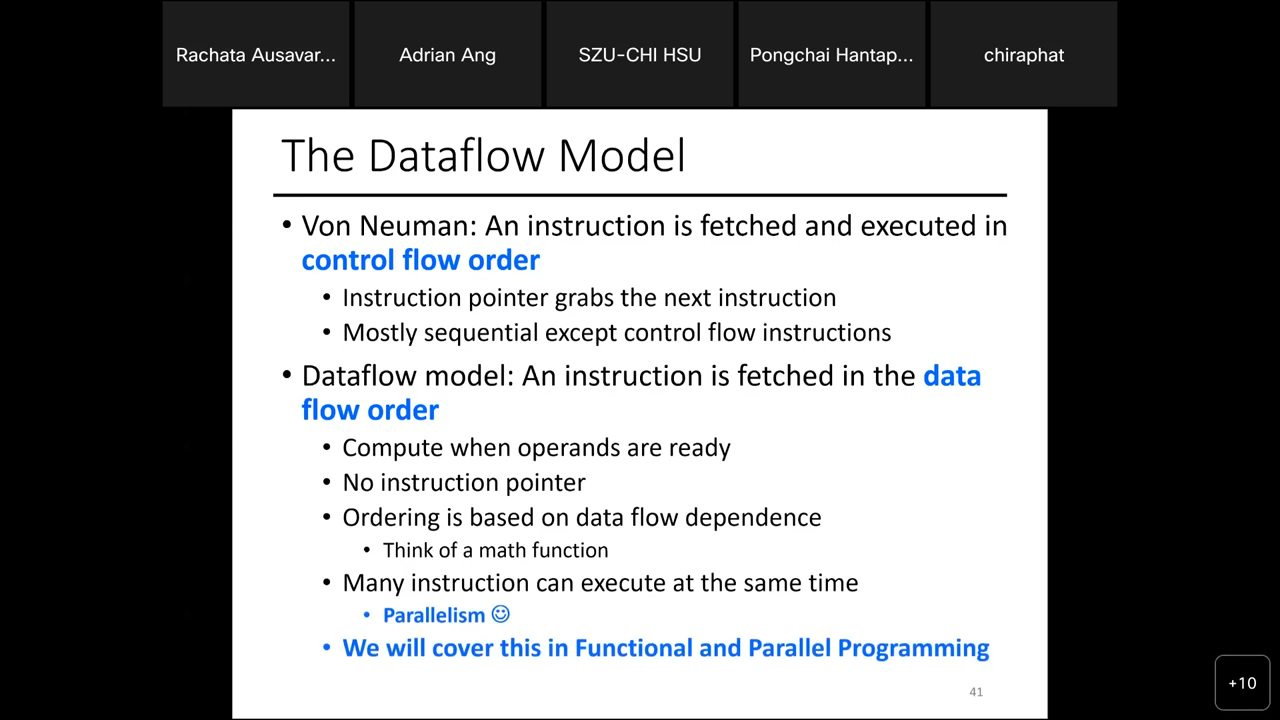 Rachata Ausavar...
Adrian Ang
SZU-CHI HSU
Pongchai Hantap...
chiraphat
The Dataflow Model
• Von Neuman: An instruction is fetched and executed in
control flow order
• Instruction pointer grabs the next instruction
• Mostly sequential except control flow instructions
• Dataflow model: An instruction is fetched in the data
flow order
• Compute when operands are ready
• No instruction pointer
• Ordering is based on data flow dependence
• Think of a math function
• Many instruction can execute at the same time
• Parallelism ☺
• We will cover this in Functional and Parallel Programming
41
+10